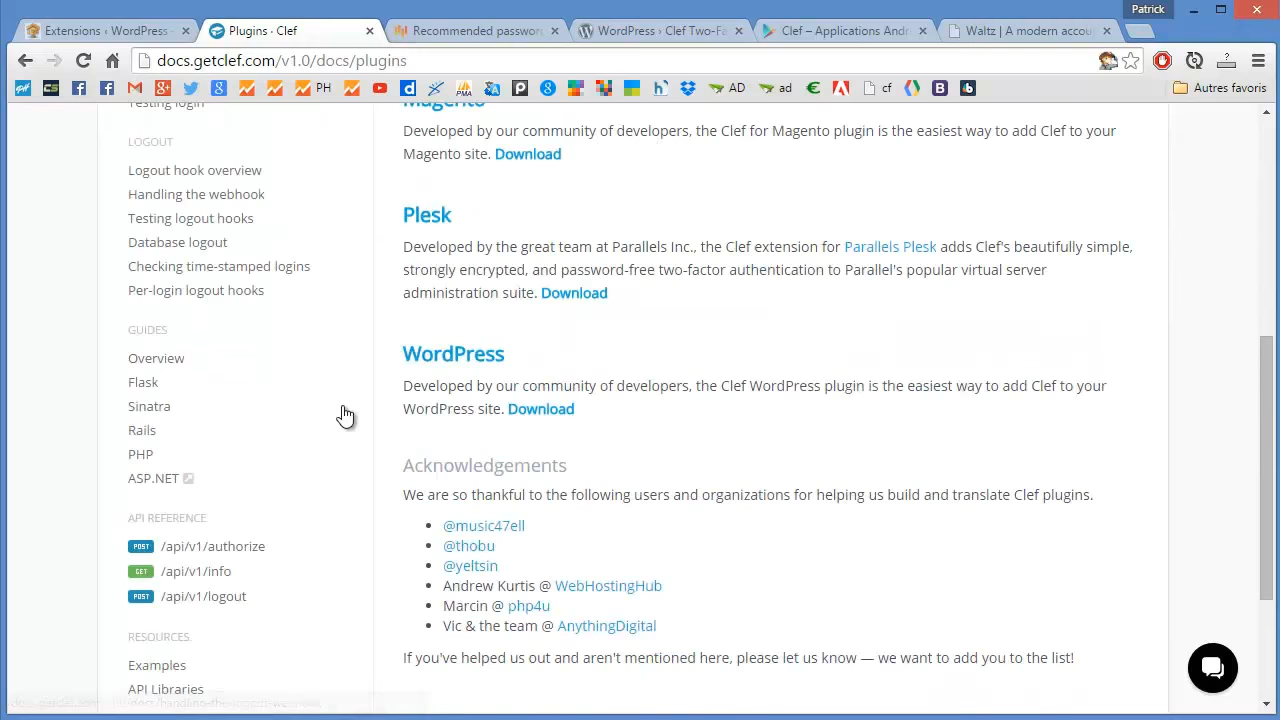 Patrick
Extensions ‹ WordPress
Plugins · Clef
Recommended passwor
WordPress › Clef Two-Fa
Clef – Applications Andr
Waltz | A modern accou
docs.getclef.com/v1.0/docs/plugins
PH
AD
ad
cf
Autres favoris
Testing login
LOGOUT
Logout hook overview
Handling the webhook
Testing logout hooks
Database logout
Checking time-stamped logins
Per-login logout hooks
GUIDES
Overview
Flask
Sinatra
Rails
PHP
ASP.NET
API REFERENCE
POST /api/v1/authorize
GET /api/v1/info
POST /api/v1/logout
RESOURCES
Examples
API Libraries
Magento
Developed by our community of developers, the Clef for Magento plugin is the easiest way to add Clef to your
Magento site. Download
Plesk
Developed by the great team at Parallels Inc., the Clef extension for Parallels Plesk adds Clef's beautifully simple,
strongly encrypted, and password-free two-factor authentication to Parallel's popular virtual server
administration suite. Download
WordPress
Developed by our community of developers, the Clef WordPress plugin is the easiest way to add Clef to your
WordPress site. Download
Acknowledgements
We are so thankful to the following users and organizations for helping us build and translate Clef plugins.
@music47ell
@thobu
@yeltsin
Andrew Kurtis @ WebHostingHub
Marcin @ php4u
Vic & the team @ AnythingDigital
If you've helped us out and aren't mentioned here, please let us know — we want to add you to the list!